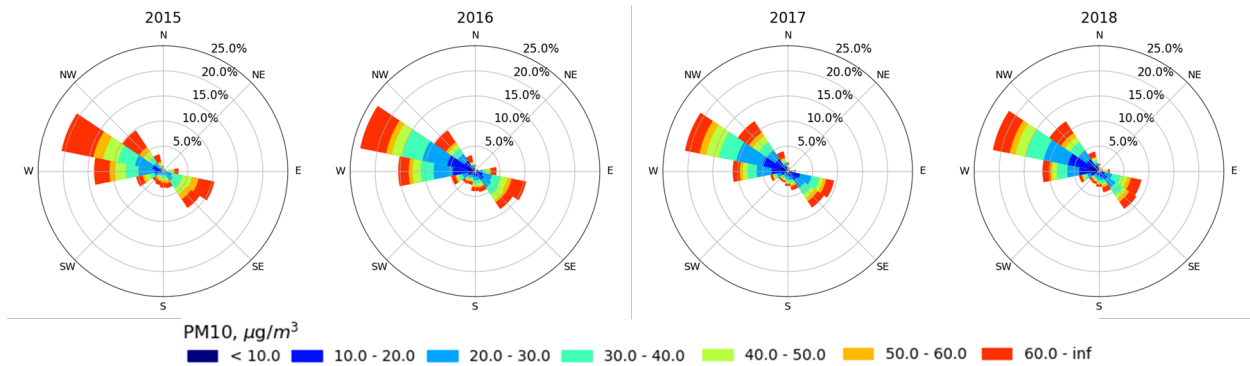 2015
N
NE
E
SE
S
SW
W
NW
25.0%
20.0%
15.0%
10.0%
5.0%
2016
N
NE
E
SE
S
SW
W
NW
25.0%
20.0%
15.0%
10.0%
5.0%
2017
N
NE
E
SE
S
SW
W
NW
25.0%
20.0%
15.0%
10.0%
5.0%
2018
N
NE
E
SE
S
SW
W
NW
25.0%
20.0%
15.0%
10.0%
5.0%
PM10, μg/m³
< 10.0 10.0 - 20.0 20.0 - 30.0 30.0 - 40.0 40.0 - 50.0 50.0 - 60.0 60.0 - inf